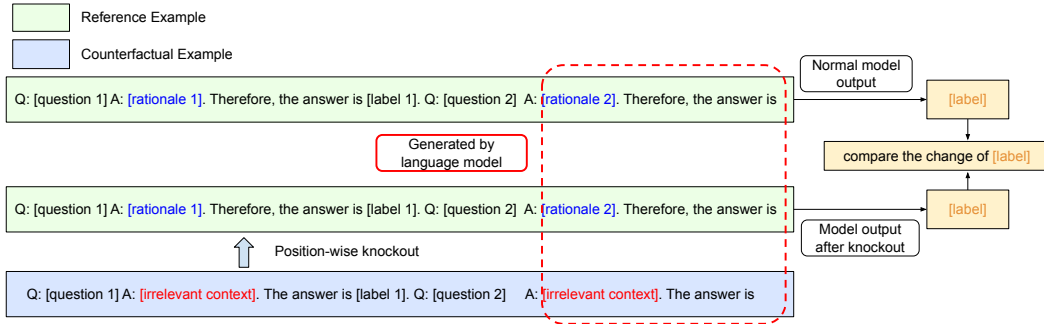 Reference Example
Counterfactual Example
Q: [question 1] A: [rationale 1]. Therefore, the answer is [label 1]. Q: [question 2] A: [rationale 2]. Therefore, the answer is
Normal model
output
[label]
Generated by
language model
compare the change of [label]
Q: [question 1] A: [rationale 1]. Therefore, the answer is [label 1]. Q: [question 2] A: [rationale 2]. Therefore, the answer is
[label]
Model output
after knockout
Position-wise knockout
Q: [question 1] A: [irrelevant context]. The answer is [label 1]. Q: [question 2] A: [irrelevant context]. The answer is